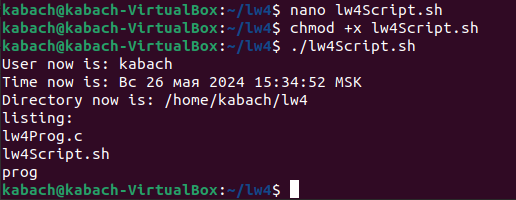 kabach@kabach-VirtualBox:~/lw4$ nano lw4Script.sh
kabach@kabach-VirtualBox:~/lw4$ chmod +x lw4Script.sh
kabach@kabach-VirtualBox:~/lw4$ ./lw4Script.sh
User now is: kabach
Time now is: Вс 26 мая 2024 15:34:52 MSK
Directory now is: /home/kabach/lw4
listing:
lw4Prog.c
lw4Script.sh
prog
kabach@kabach-VirtualBox:~/lw4$